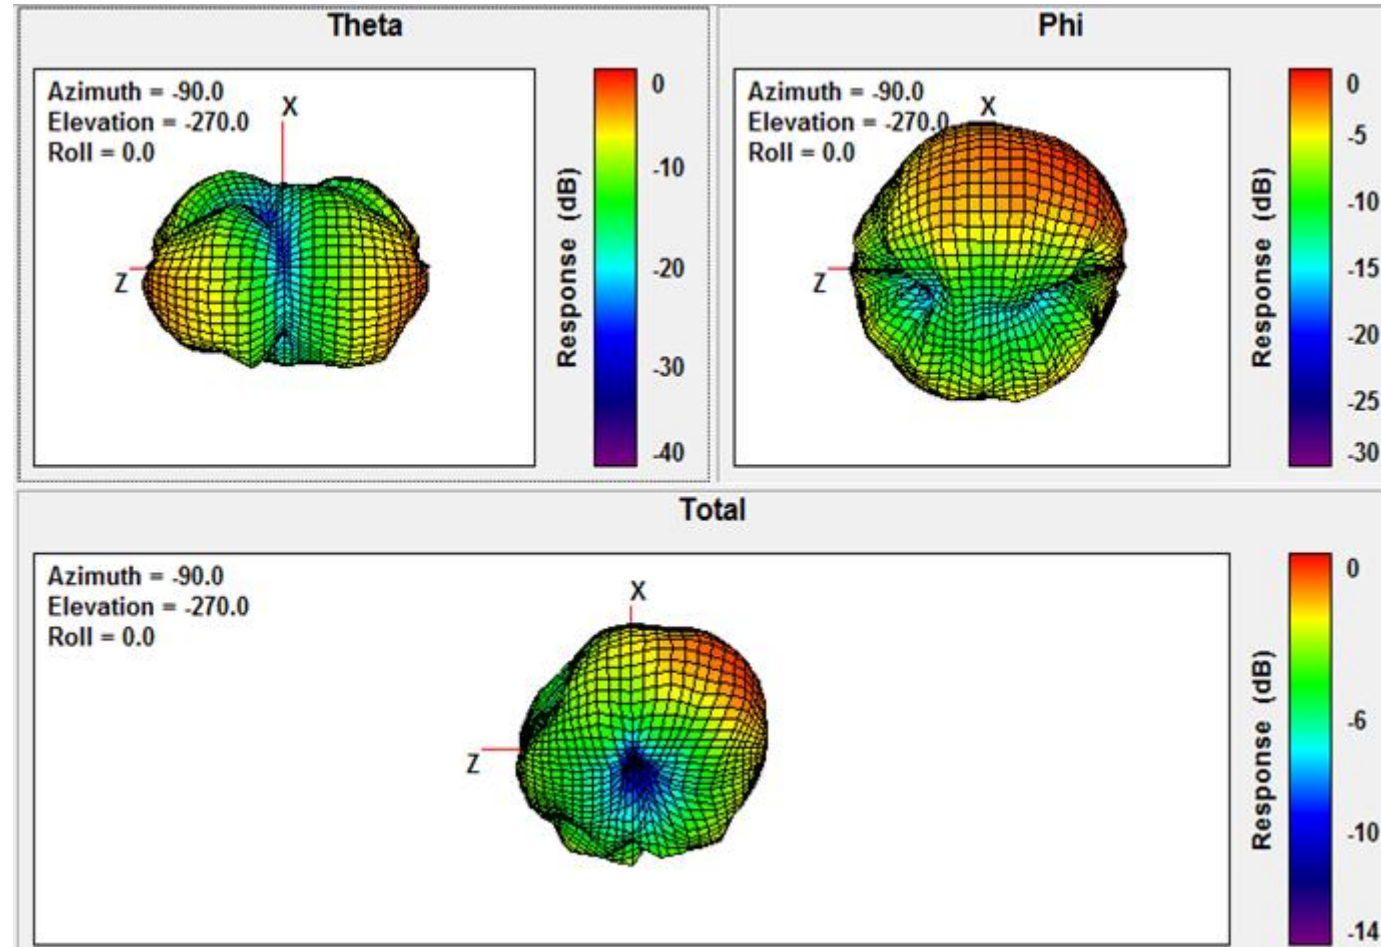 Theta
Azimuth = -90.0
Elevation = -270.0
Roll = 0.0
X
Z
Response (dB)
0
-10
-20
-30
-40
Phi
Azimuth = -90.0
Elevation = -270.0
Roll = 0.0
X
Z
Response (dB)
0
-5
-10
-15
-20
-25
-30
Total
Azimuth = -90.0
Elevation = -270.0
Roll = 0.0
X
Z
Response (dB)
0
-6
-10
-14